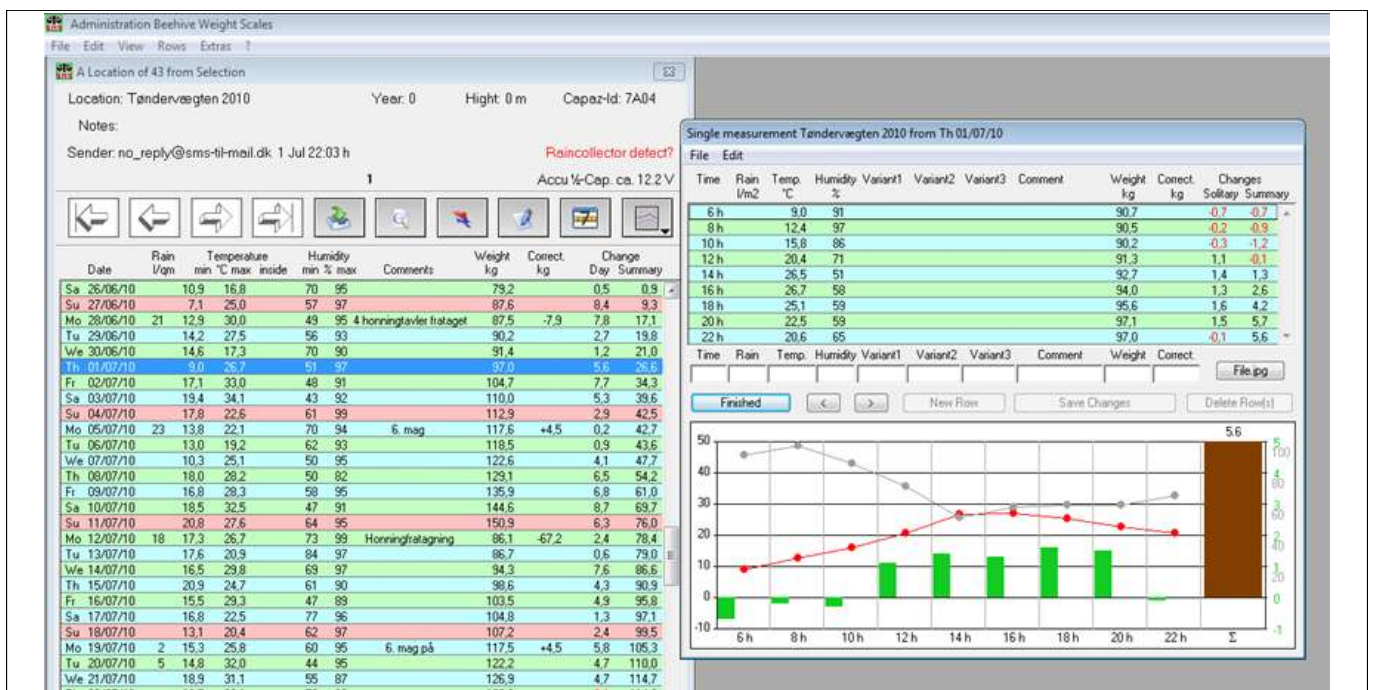 Administration Beehive Weight Scales
File Edit View Rows Extras ?
A Location of 43 from Selection
Location: Tøndervægten 2010 Year: 0 Hight: 0 m Capaz-Id: 7A04
Notes:
Sender: no_reply@sms-til-mail.dk 1 Jul 22:03 h Raincollector defect?
1 Accu ½-Cap. ca. 12.2 V
Rain Temperature Humidity Weight Correct. Change
Date l/qm min °C max inside min % max Comments kg kg Day Summary
Sa 26/06/10 10,9 16,8 70 95 79,2 0,5 0,9
Su 27/06/10 7,1 25,0 57 97 87,6 8,4 9,3
Mo 28/06/10 21 12,9 30,0 49 95 4 honningtavler frataget 87,5 -7,9 7,8 17,1
Tu 29/06/10 14,2 27,5 56 93 90,2 2,7 19,8
We 30/06/10 14,6 17,3 70 90 91,4 1,2 21,0
Th 01/07/10 9,0 26,7 51 97 97,0 5,6 26,6
Fr 02/07/10 17,1 33,0 48 91 104,7 7,7 34,3
Sa 03/07/10 19,4 34,1 43 92 110,0 5,3 39,6
Su 04/07/10 17,8 22,6 61 99 112,9 2,9 42,5
Mo 05/07/10 23 13,8 22,1 70 94 6. mag 117,6 +4,5 0,2 42,7
Tu 06/07/10 13,0 19,2 62 93 118,5 0,9 43,6
We 07/07/10 10,3 25,1 50 95 122,6 4,1 47,7
Th 08/07/10 18,0 28,2 50 82 129,1 6,5 54,2
Fr 09/07/10 16,8 28,3 58 95 135,9 6,8 61,0
Sa 10/07/10 18,5 32,5 47 91 144,6 8,7 69,7
Su 11/07/10 20,8 27,6 64 95 150,9 6,3 76,0
Mo 12/07/10 18 17,3 26,7 73 99 Honningfratagning 86,1 -67,2 2,4 78,4
Tu 13/07/10 17,6 20,9 84 97 86,7 0,6 79,0
We 14/07/10 16,5 29,8 69 97 94,3 7,6 86,6
Th 15/07/10 20,9 24,7 61 90 98,6 4,3 90,9
Fr 16/07/10 15,5 29,3 47 89 103,5 4,9 95,8
Sa 17/07/10 16,8 22,5 77 96 104,8 1,3 97,1
Su 18/07/10 13,1 20,4 62 97 107,2 2,4 99,5
Mo 19/07/10 2 15,3 25,8 60 95 6. mag på 117,5 +4,5 5,8 105,3
Tu 20/07/10 5 14,8 32,0 44 95 122,2 4,7 110,0
We 21/07/10 18,9 31,1 55 87 126,9 4,7 114,7
Single measurement Tøndervægten 2010 from Th 01/07/10
File Edit
Time Rain Temp. Humidity Variant1 Variant2 Variant3 Comment Weight Correct. Changes
l/m2 °C % kg kg Solitary Summary
6 h 9,0 91 90,7 -0,7 -0,7
8 h 12,4 97 90,5 -0,2 -0,9
10 h 15,8 86 90,2 -0,3 -1,2
12 h 20,4 71 91,3 1,1 -0,1
14 h 26,5 51 92,7 1,4 1,3
16 h 26,7 58 94,0 1,3 2,6
18 h 25,1 59 95,6 1,6 4,2
20 h 22,5 59 97,1 1,5 5,7
22 h 20,6 65 97,0 -0,1 5,6
Time Rain Temp. Humidity Variant1 Variant2 Variant3 Comment Weight Correct.
File.jpg
Finished < > New Row Save Changes Delete Row(s)
5.6
50 5 100
40 4 80
30 3 60
20 2 40
10 1 20
0 0
-10 -1
6 h 8 h 10 h 12 h 14 h 16 h 18 h 20 h 22 h Σ